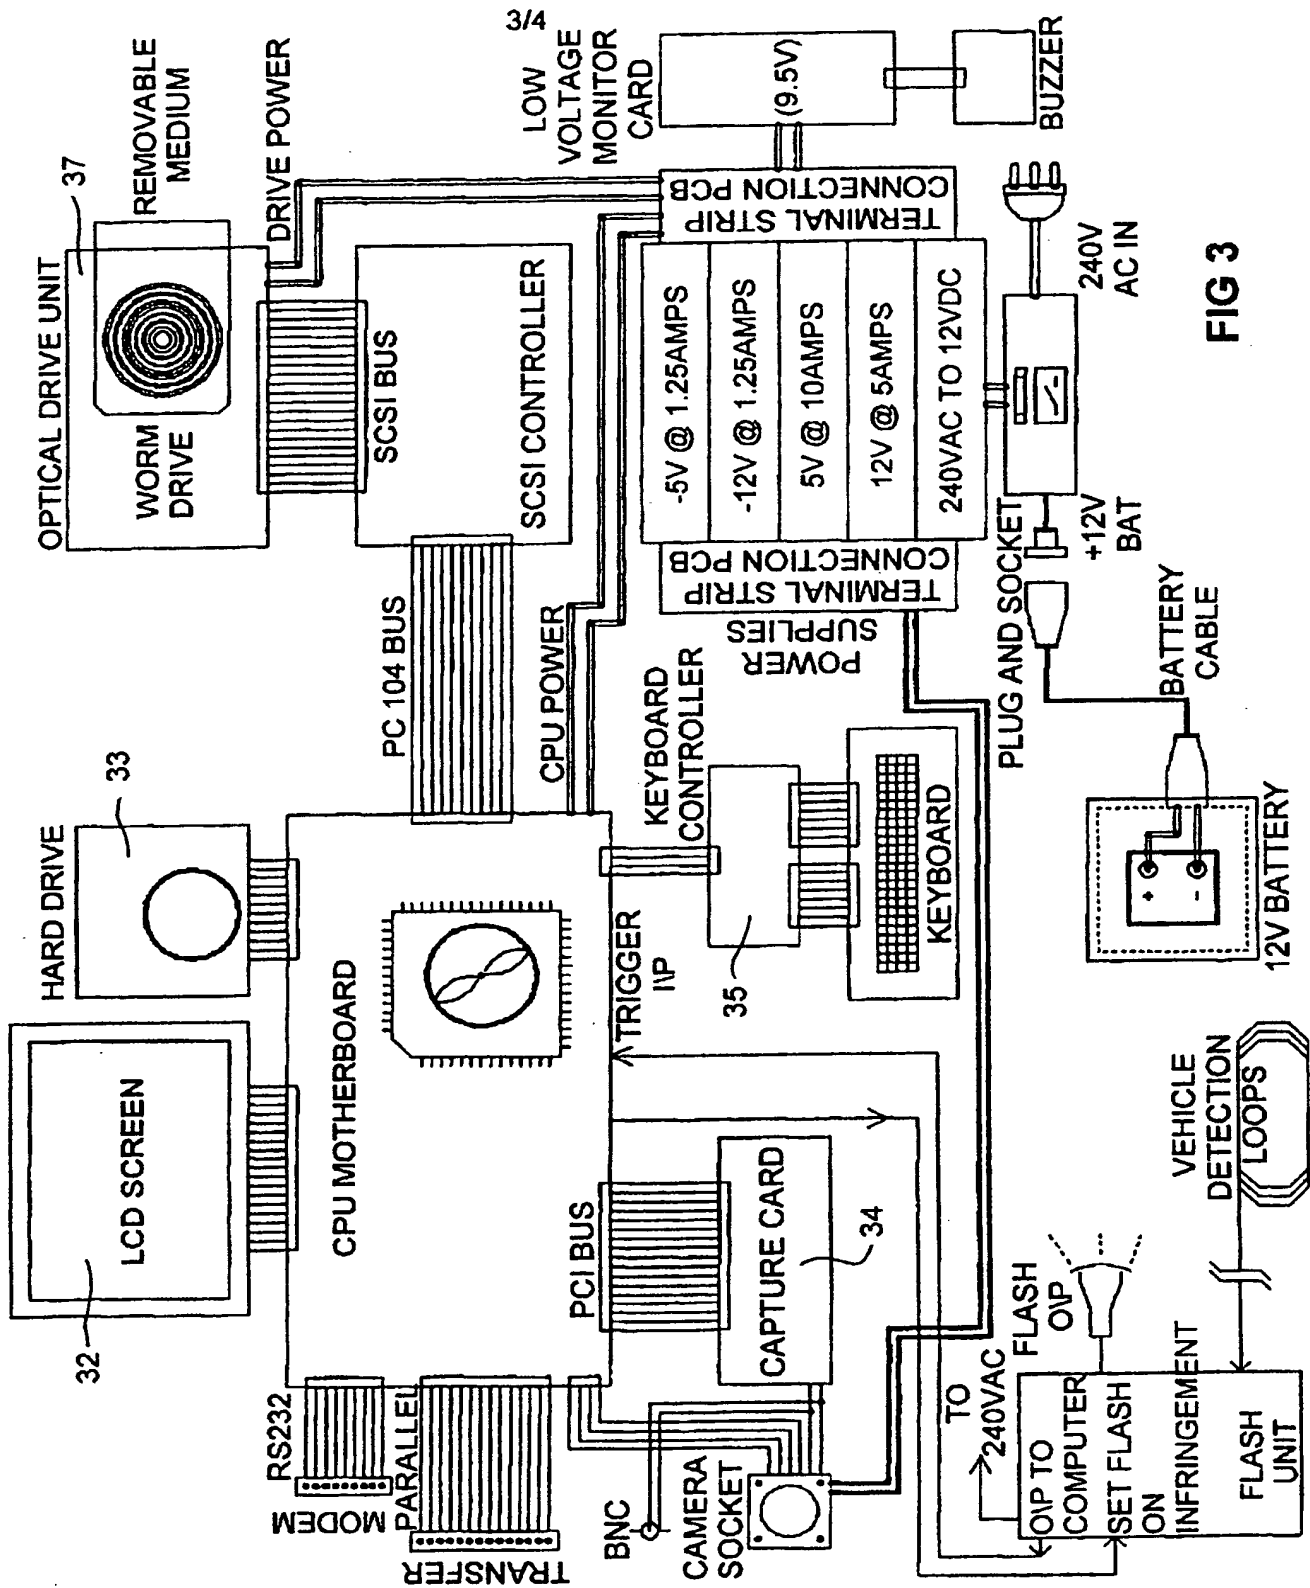 3/4
OPTICAL DRIVE UNIT
37
REMOVABLE
MEDIUM
WORM
DRIVE
DRIVE POWER
SCSI BUS
SCSI CONTROLLER
PC 104 BUS
CPU POWER
LOW
VOLTAGE
MONITOR
CARD
(9.5V)
BUZZER
TERMINAL STRIP
CONNECTION PCB
-5V @ 1.25AMPS
-12V @ 1.25AMPS
5V @ 10AMPS
12V @ 5AMPS
240VAC TO 12VDC
TERMINAL STRIP
CONNECTION PCB
POWER
SUPPLIES
240V
AC IN
PLUG AND SOCKET
+12V
BAT
BATTERY
CABLE
12V BATTERY
+
-
HARD DRIVE
33
LCD SCREEN
32
CPU MOTHERBOARD
KEYBOARD
CONTROLLER
35
KEYBOARD
TRIGGER
I\P
PCI BUS
CAPTURE CARD
34
RS232
MODEM
PARALLEL
TRANSFER
BNC
CAMERA
SOCKET
TO
240VAC
FLASH
O\P
O\P TO
COMPUTER
SET FLASH
ON
INFRINGEMENT
FLASH
UNIT
VEHICLE
DETECTION
LOOPS
FIG 3